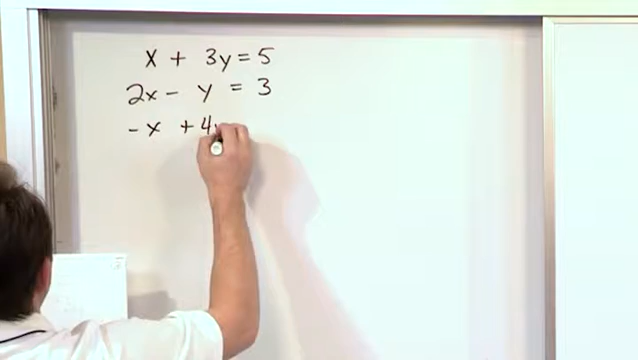 x + 3y = 5
2x - y = 3
-x + 4